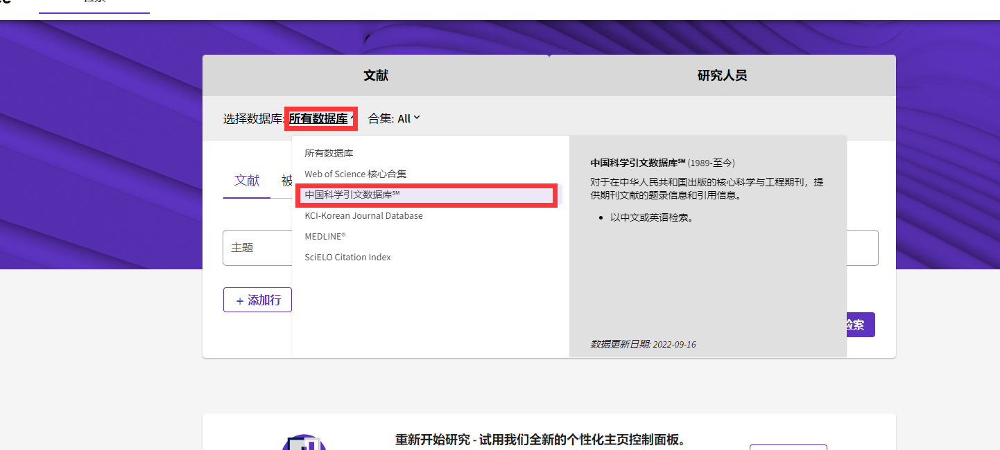 文献
研究人员
选择数据库: 所有数据库 合集: All
所有数据库
Web of Science 核心合集
中国科学引文数据库℠
KCI-Korean Journal Database
MEDLINE®
SciELO Citation Index
中国科学引文数据库℠ (1989-至今)
对于在中华人民共和国出版的核心科学与工程期刊，提
供期刊文献的题录信息和引用信息。
• 以中文或英语检索。
数据更新日期: 2022-09-16
文献 被
主题
+ 添加行
检索
重新开始研究 - 试用我们全新的个性化主页控制面板。